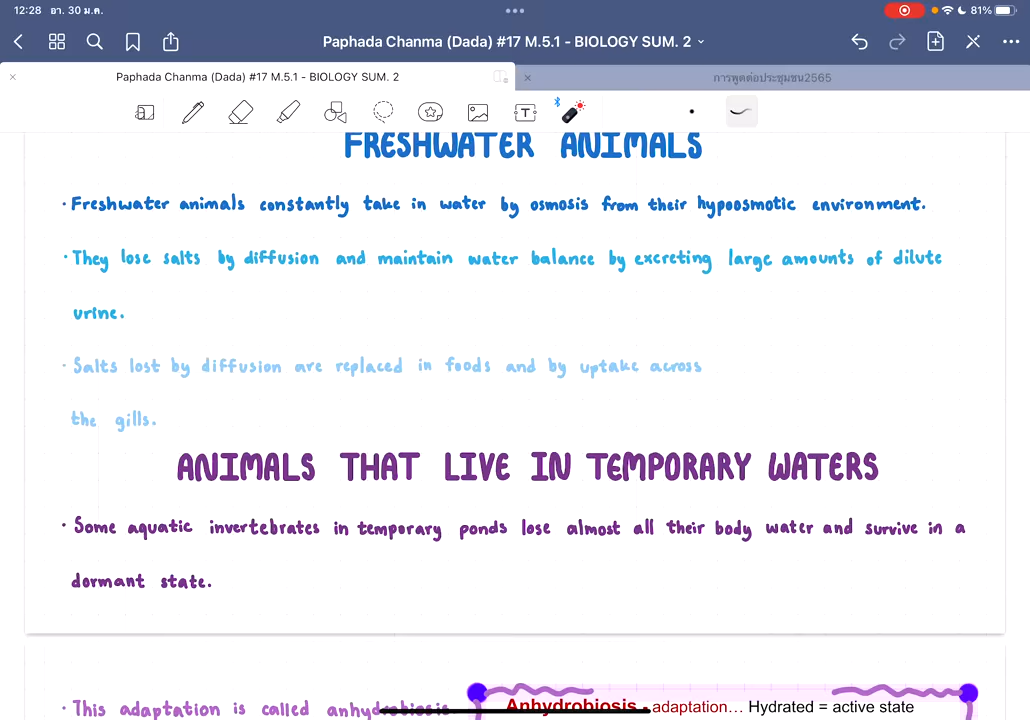 12:28 อา. 30 ม.ค.
81%
Paphada Chanma (Dada) #17 M.5.1 - BIOLOGY SUM. 2
Paphada Chanma (Dada) #17 M.5.1 - BIOLOGY SUM. 2
การพูดต่อประชุมชน2565
FRESHWATER ANIMALS
· Freshwater animals constantly take in water by osmosis from their hypoosmotic environment.
· They lose salts by diffusion and maintain water balance by excreting large amounts of dilute
urine.
· Salts lost by diffusion are replaced in foods and by uptake across
the gills.
ANIMALS THAT LIVE IN TEMPORARY WATERS
· Some aquatic invertebrates in temporary ponds lose almost all their body water and survive in a
dormant state.
· This adaptation is called anhydrobiosis
Anhydrobiosis - adaptation... Hydrated = active state